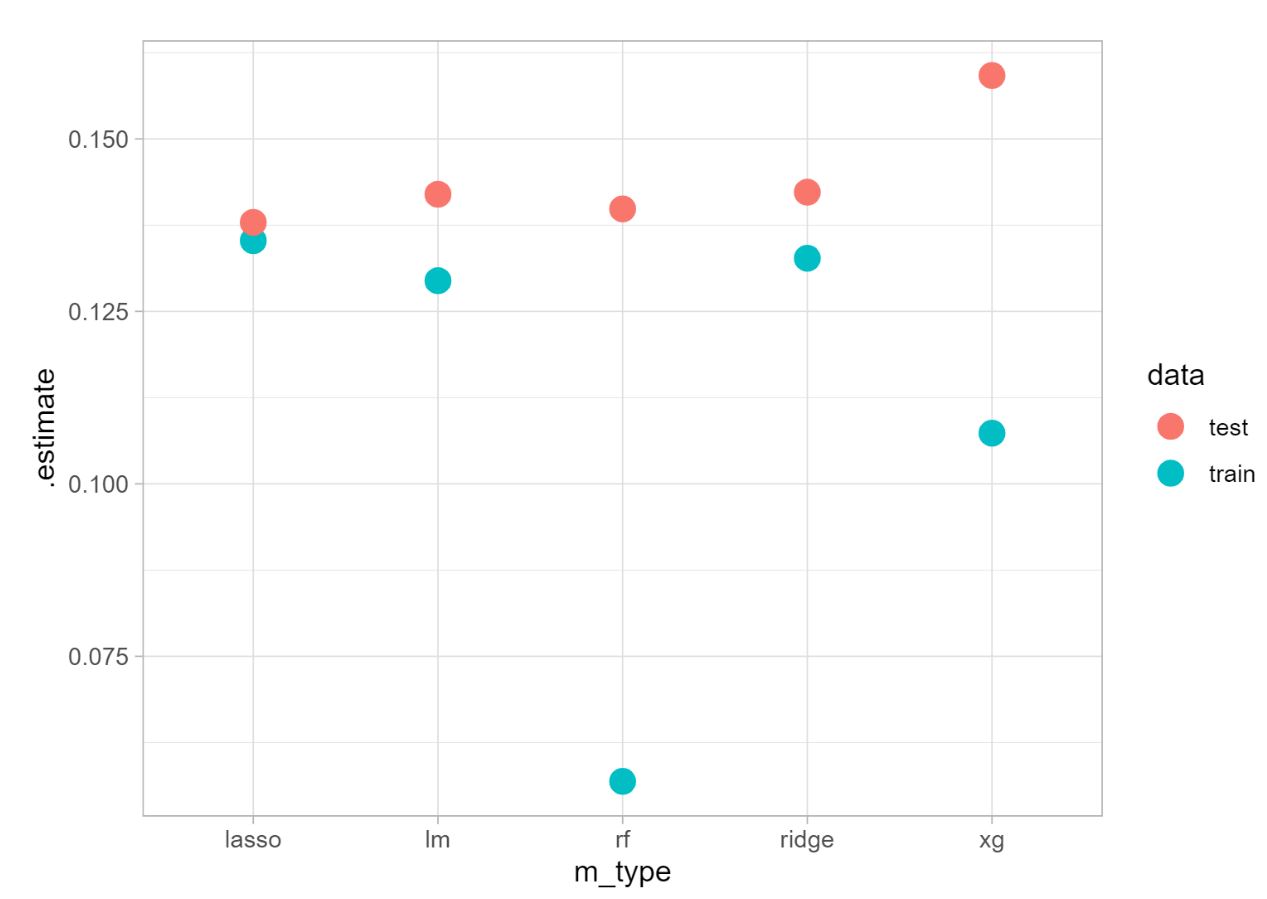 0.150
0.125
0.100
0.075
.estimate
lasso lm rf ridge xg
m_type
data
test
train